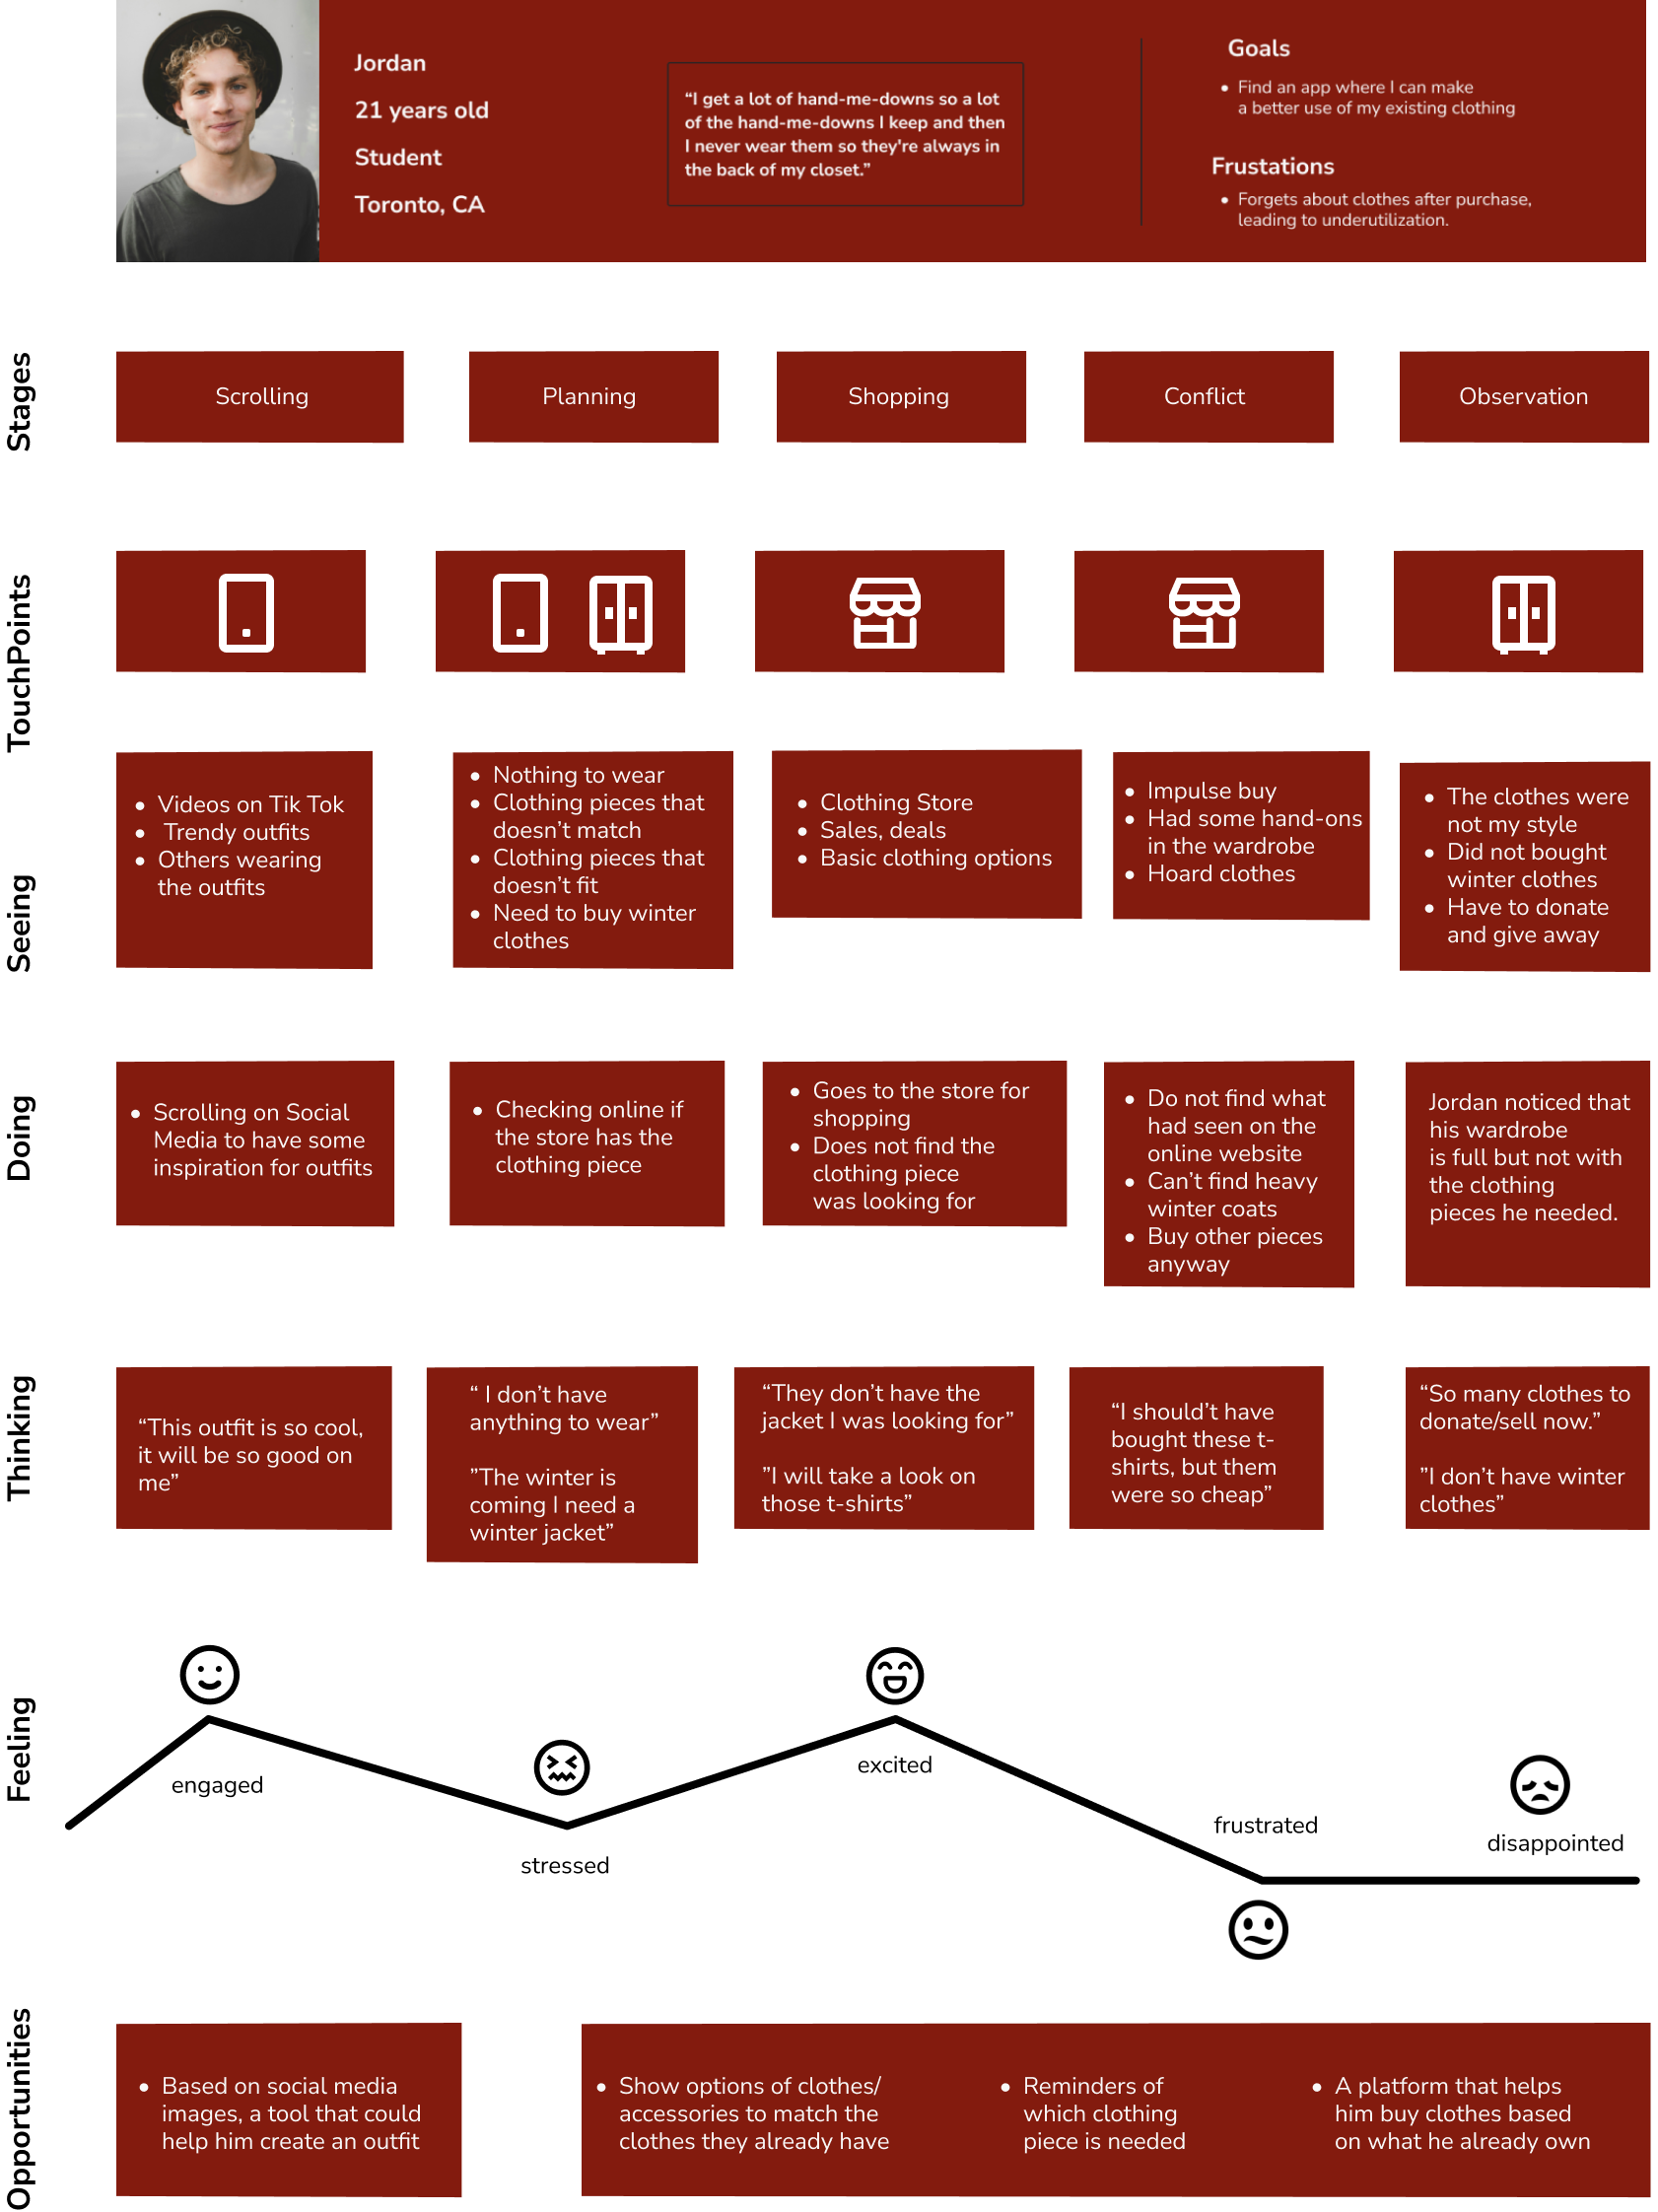 Jordan
21 years old
Student
Toronto, CA
“I get a lot of hand-me-downs so a lot
of the hand-me-downs I keep and then
I never wear them so they're always in
the back of my closet.”
Goals
• Find an app where I can make
a better use of my existing clothing
Frustations
• Forgets about clothes after purchase,
leading to underutilization.
Stages
Scrolling
Planning
Shopping
Conflict
Observation
TouchPoints
Seeing
• Videos on Tik Tok
• Trendy outfits
• Others wearing
the outfits
• Nothing to wear
• Clothing pieces that
doesn’t match
• Clothing pieces that
doesn’t fit
• Need to buy winter
clothes
• Clothing Store
• Sales, deals
• Basic clothing options
• Impulse buy
• Had some hand-ons
in the wardrobe
• Hoard clothes
• The clothes were
not my style
• Did not bought
winter clothes
• Have to donate
and give away
Doing
• Scrolling on Social
Media to have some
inspiration for outfits
• Checking online if
the store has the
clothing piece
• Goes to the store for
shopping
• Does not find the
clothing piece
was looking for
• Do not find what
had seen on the
online website
• Can’t find heavy
winter coats
• Buy other pieces
anyway
Jordan noticed that
his wardrobe
is full but not with
the clothing
pieces he needed.
Thinking
“This outfit is so cool,
it will be so good on
me”
“ I don’t have
anything to wear”
”The winter is
coming I need a
winter jacket”
“They don’t have the
jacket I was looking for”
”I will take a look on
those t-shirts”
“I should’t have
bought these t-
shirts, but them
were so cheap”
“So many clothes to
donate/sell now.”
”I don’t have winter
clothes”
Feeling
engaged
stressed
excited
frustrated
disappointed
Opportunities
• Based on social media
images, a tool that could
help him create an outfit
• Show options of clothes/
accessories to match the
clothes they already have
• Reminders of
which clothing
piece is needed
• A platform that helps
him buy clothes based
on what he already own